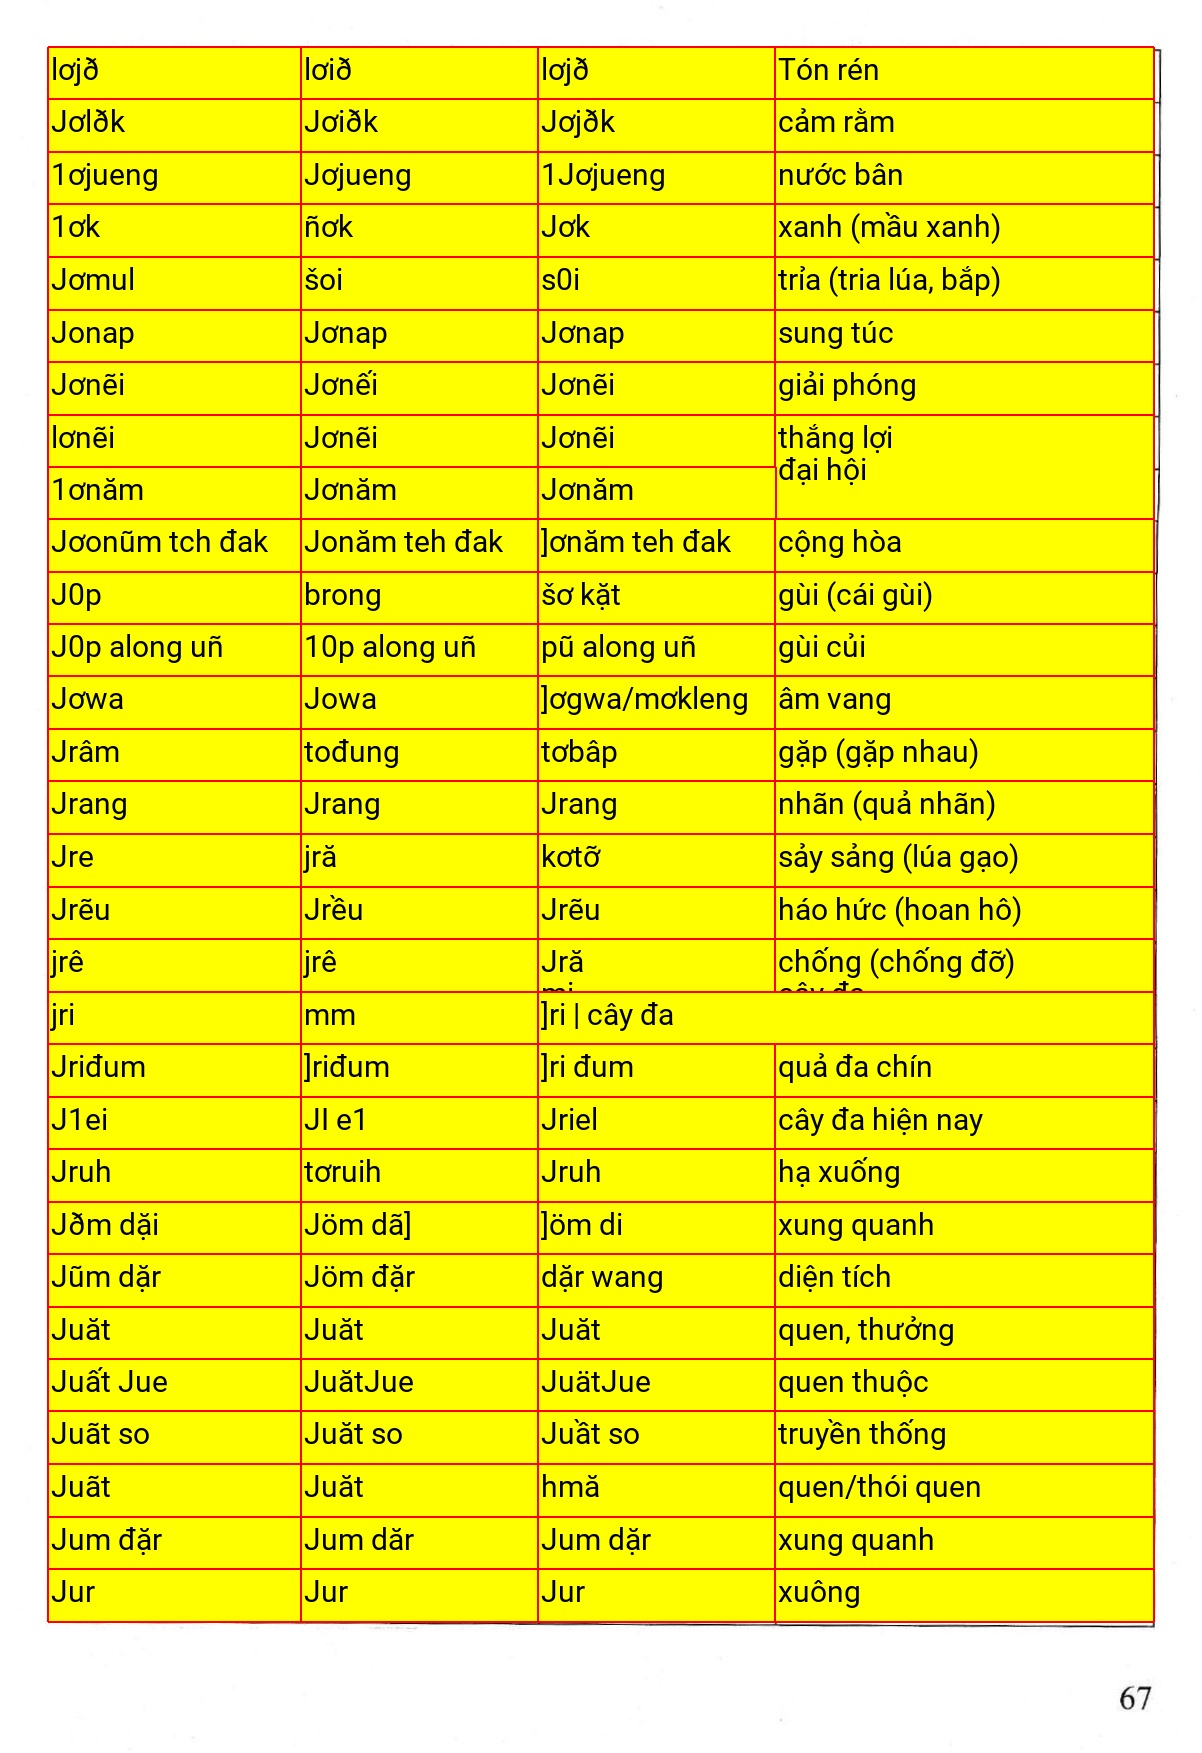 lơjð lơið lơjð Tón rén
Jơlðk Jơiðk Jơjðk cảm rằm
1ơjueng Jơjueng 1Jơjueng nước bân
1ơk ñơk Jơk xanh (mầu xanh)
Jơmul šoi s0i trỉa (tria lúa, bắp)
Jonap Jơnap Jơnap sung túc
Jơnẽi Jơnếi Jơnẽi giải phóng
lơnẽi Jơnẽi Jơnẽi thắng lợi
đại hội
1ơnăm Jơnăm Jơnăm
Jơonũm tch đak Jonăm teh đak ]ơnăm teh đak cộng hòa
J0p brong šơ kặt gùi (cái gùi)
J0p along uñ 10p along uñ pũ along uñ gùi củi
Jơwa Jowa ]ơgwa/mơkleng âm vang
Jrâm tođung tơbâp gặp (gặp nhau)
Jrang Jrang Jrang nhãn (quả nhãn)
Jre jră kơtỡ sảy sảng (lúa gạo)
Jrẽu Jrều Jrẽu háo hức (hoan hô)
jrê jrê Jră chống (chống đỡ)
jri mm ]ri | cây đa
Jriđum ]riđum ]ri đum quả đa chín
J1ei JI e1 Jriel cây đa hiện nay
Jruh tơruih Jruh hạ xuống
Jðm dặi Jöm dã] ]öm di xung quanh
Jũm dặr Jöm đặr dặr wang diện tích
Juăt Juăt Juăt quen, thưởng
Juất Jue JuătJue JuätJue quen thuộc
Juãt so Juăt so Juầt so truyền thống
Juãt Juăt hmă quen/thói quen
Jum đặr Jum dăr Jum dặr xung quanh
Jur Jur Jur xuông
67